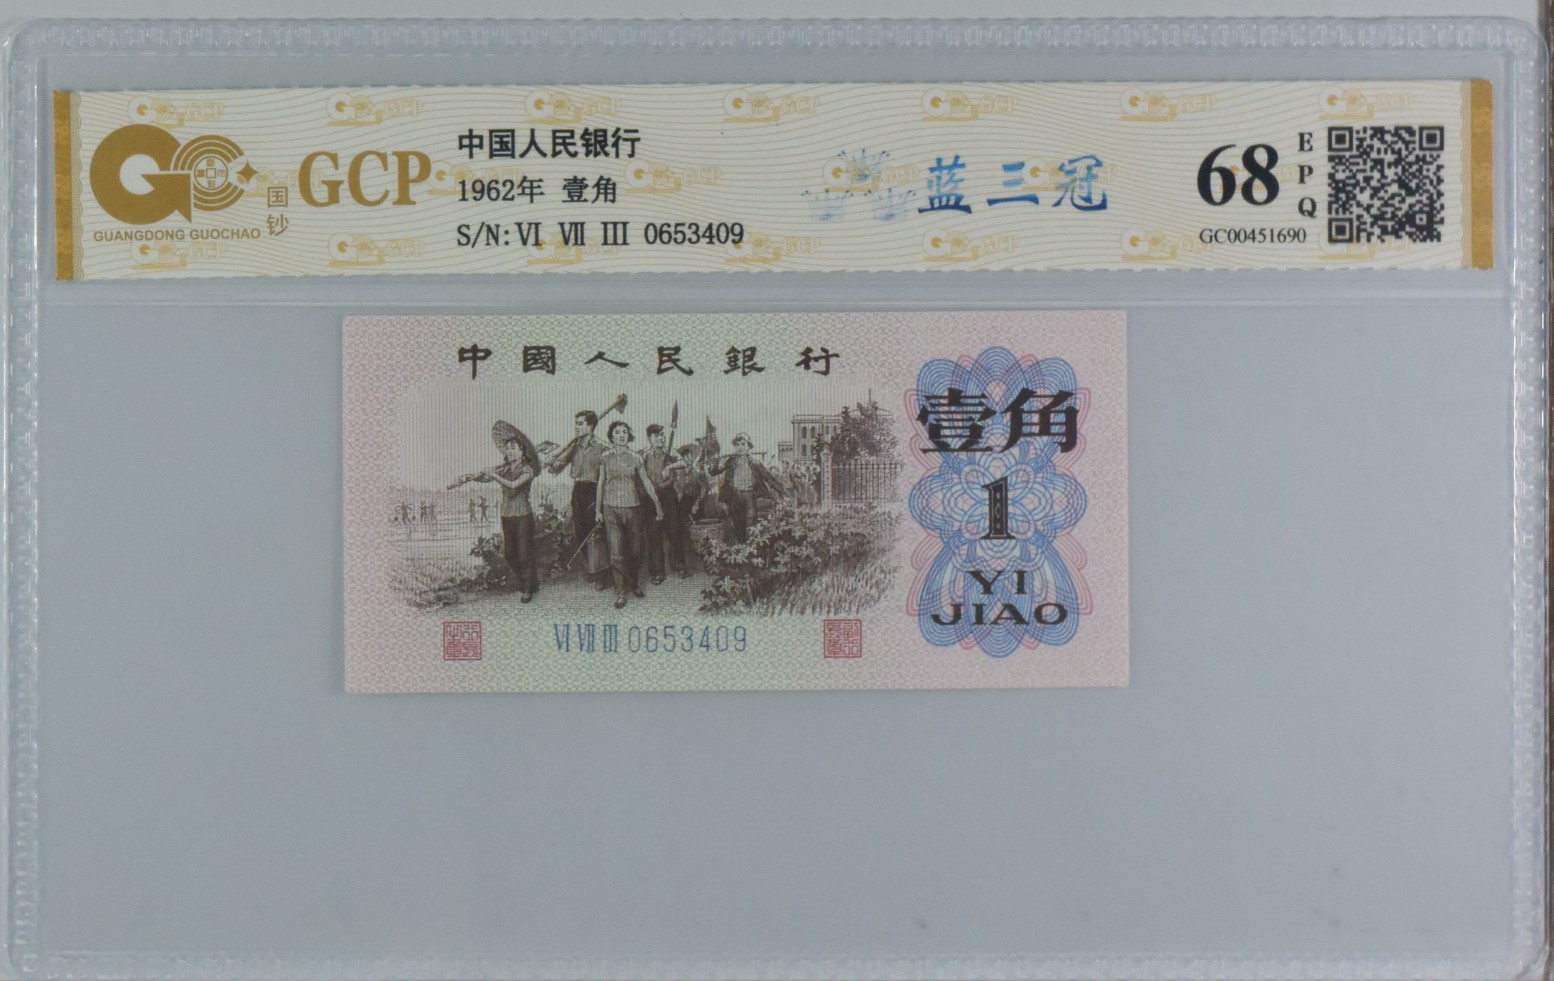 GC
国钞
GUANGDONG GUOCHAO
GCP
中国人民银行
1962年 壹角
S/N: VI VII III 0653409
蓝三冠
68
EPQ
GC00451690
中國人民銀行
壹角
1
YI
JIAO
VI VII III 0653409